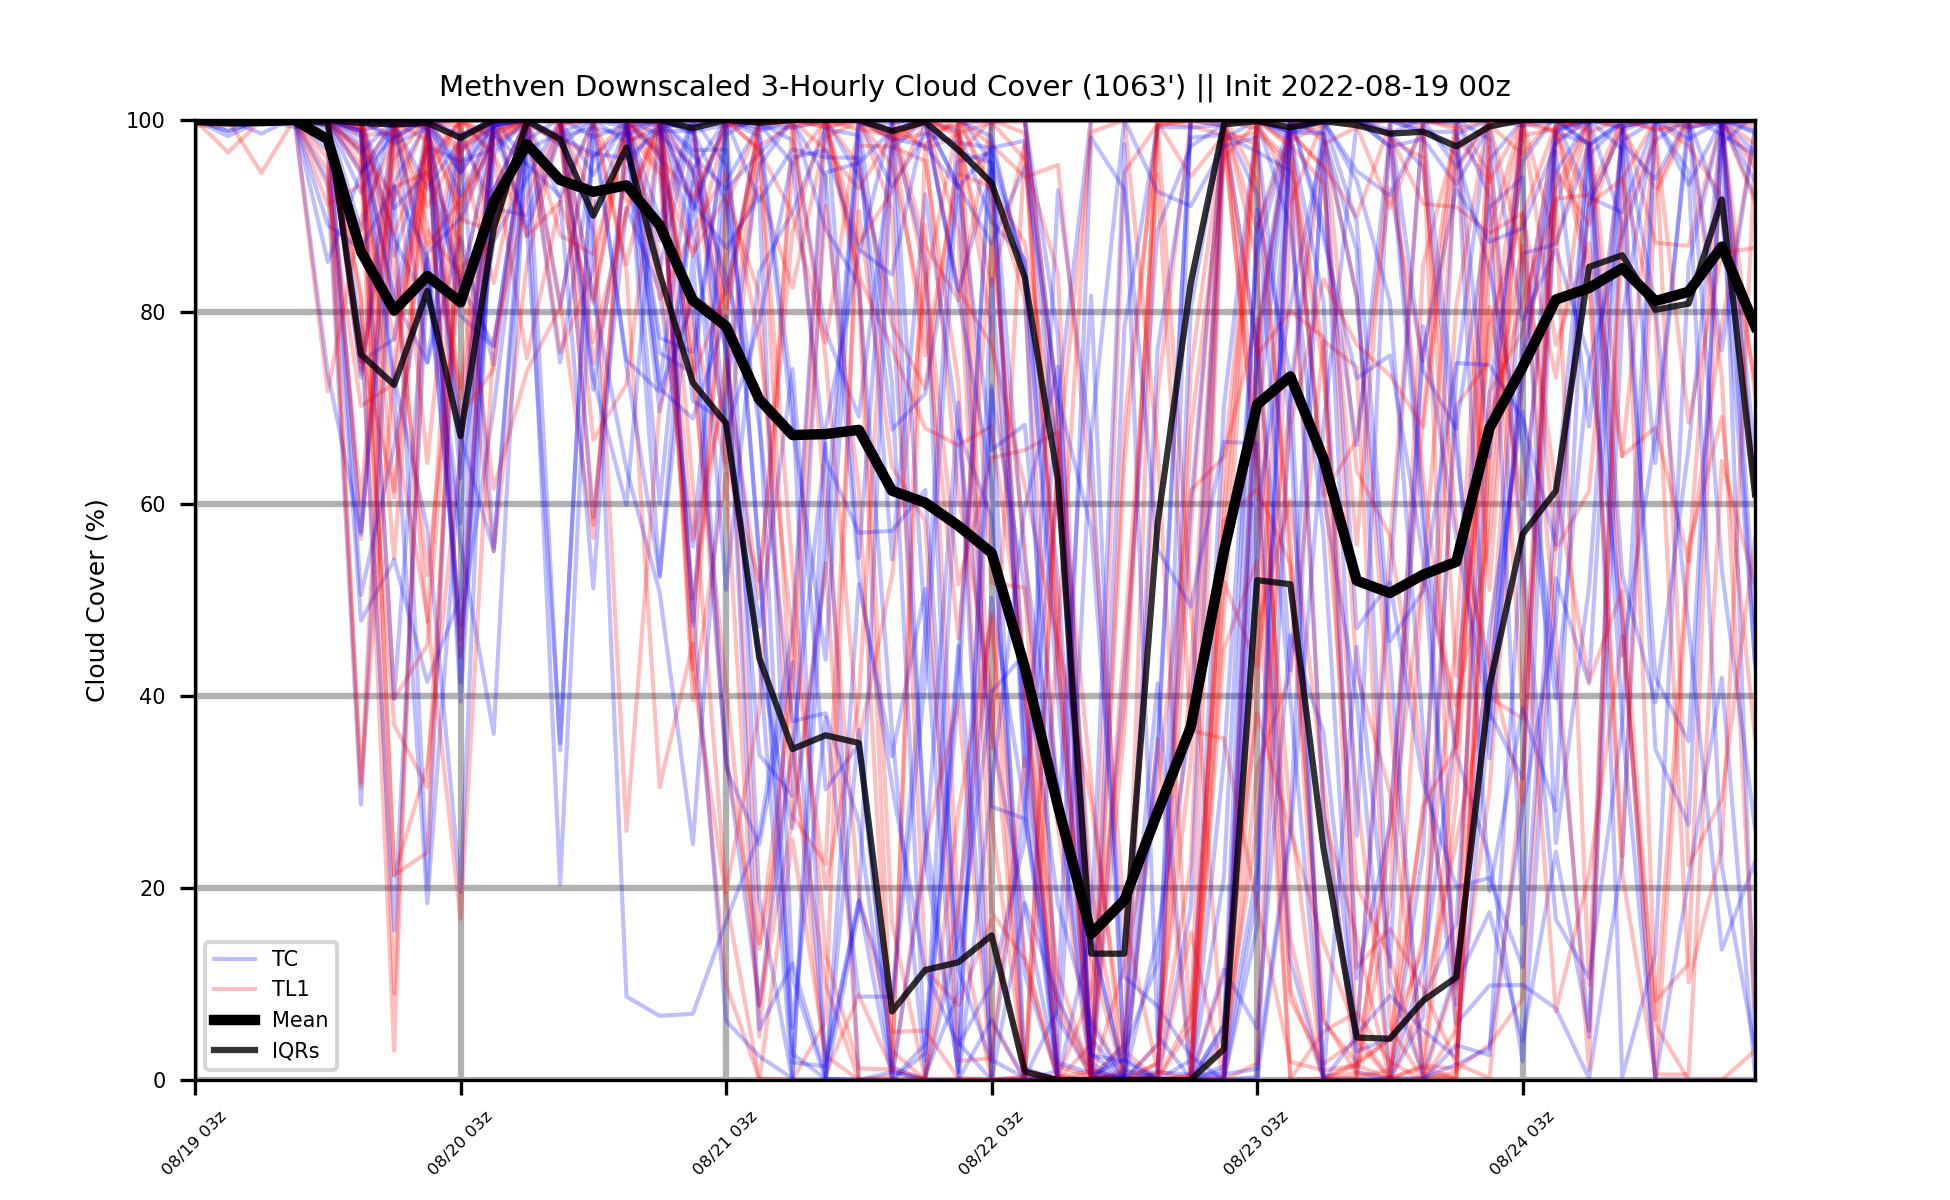 Methven Downscaled 3-Hourly Cloud Cover (1063') || Init 2022-08-19 00z
Cloud Cover (%)
100
80
60
40
20
0
TC
TL1
Mean
IQRs
08/19 03z
08/20 03z
08/21 03z
08/22 03z
08/23 03z
08/24 03z